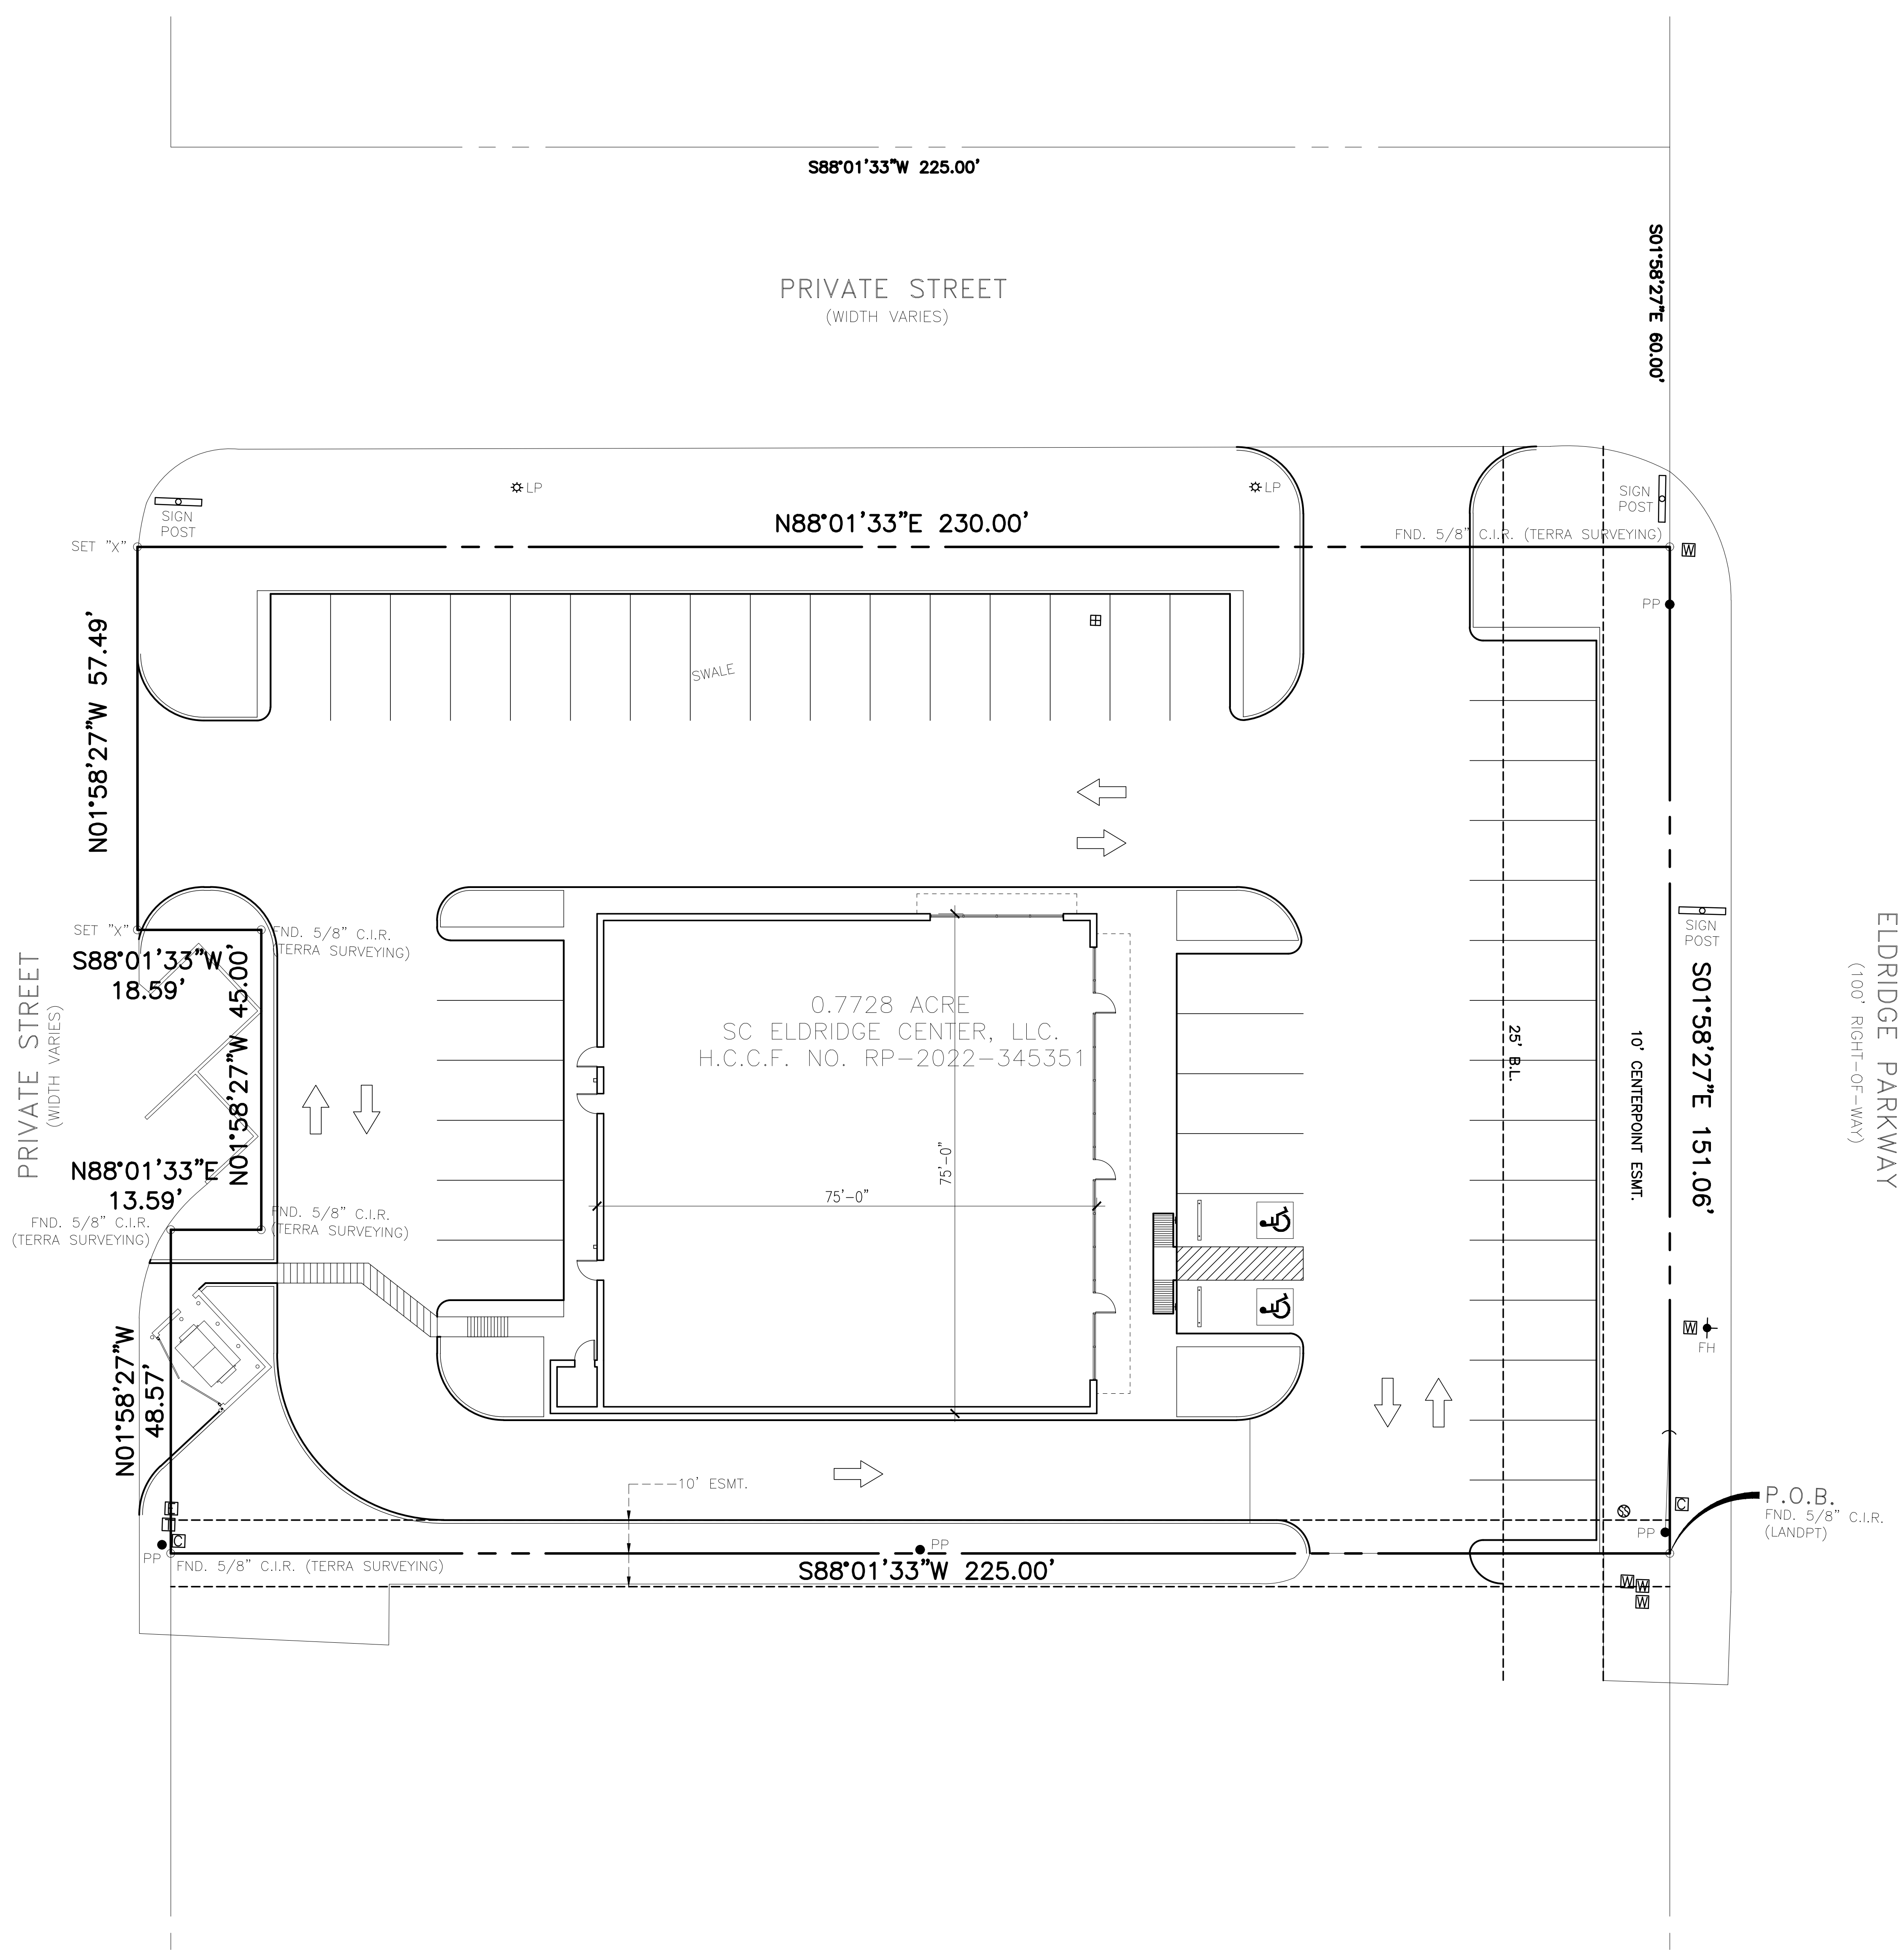 S88°01'33"W 225.00'
S01°58'27"E 60.00'
PRIVATE STREET
(WIDTH VARIES)
LP
LP
SIGN
POST
SIGN
POST
N88°01'33"E 230.00'
SET "X"
FND. 5/8" C.I.R. (TERRA SURVEYING)
W
PP
N01°58'27"W 57.49'
SWALE
SET "X"
FND. 5/8" C.I.R.
(TERRA SURVEYING)
SIGN
POST
S88°01'33"W
18.59'
N01°58'27"W 45.00'
PRIVATE STREET
(WIDTH VARIES)
0.7728 ACRE
SC ELDRIDGE CENTER, LLC.
H.C.C.F. NO. RP-2022-345351
25' B.L.
10' CENTERPOINT ESMT.
S01°58'27"E 151.06'
ELDRIDGE PARKWAY
(100' RIGHT-OF-WAY)
75'-0"
75'-0"
N88°01'33"E
13.59'
FND. 5/8" C.I.R.
(TERRA SURVEYING)
FND. 5/8" C.I.R.
(TERRA SURVEYING)
W
FH
N01°58'27"W
48.57'
10' ESMT.
P.O.B.
FND. 5/8" C.I.R.
(LANDPT)
C
PP
E
T
C
PP
PP
FND. 5/8" C.I.R. (TERRA SURVEYING)
S88°01'33"W 225.00'
W
W
W